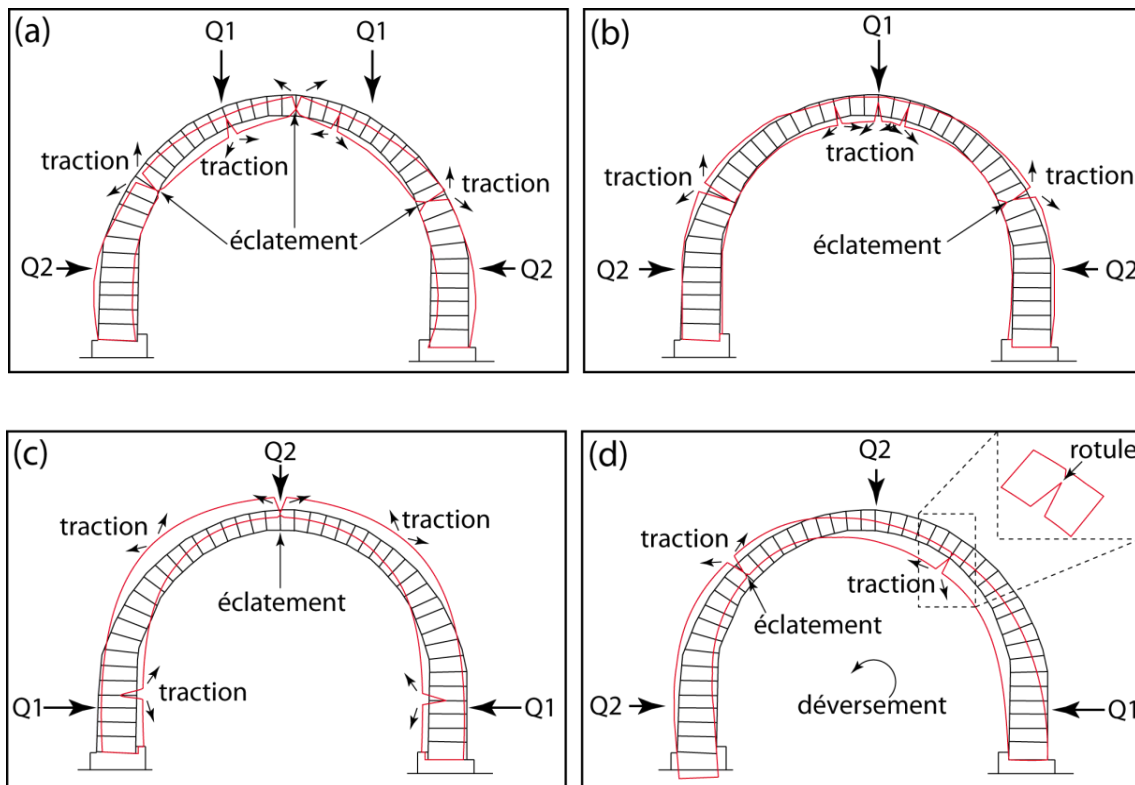 (a)
Q1
Q1
traction
traction
traction
éclatement
Q2
Q2
(b)
Q1
traction
traction
traction
éclatement
Q2
Q2
(c)
Q2
traction
traction
éclatement
traction
Q1
Q1
(d)
Q2
rotule
traction
traction
éclatement
déversement
Q2
Q1